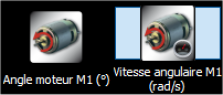 Angle moteur M1 (°)
Vitesse angulaire M1
(rad/s)